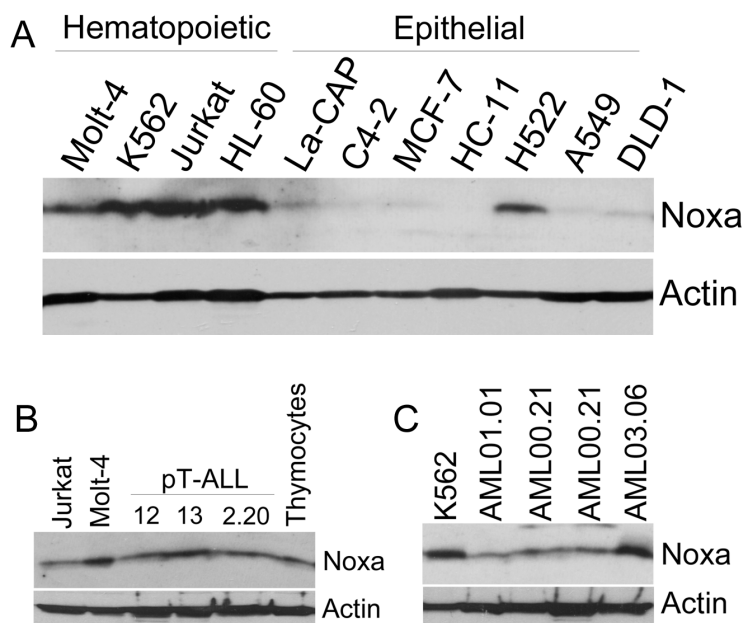 A
Hematopoietic Epithelial
Molt-4 K562 Jurkat HL-60 La-CAP C4-2 MCF-7 HC-11 H522 A549 DLD-1
Noxa
Actin
B
Jurkat Molt-4 pT-ALL Thymocytes
12 13 2.20
Noxa
Actin
C
K562 AML01.01 AML00.21 AML00.21 AML03.06
Noxa
Actin